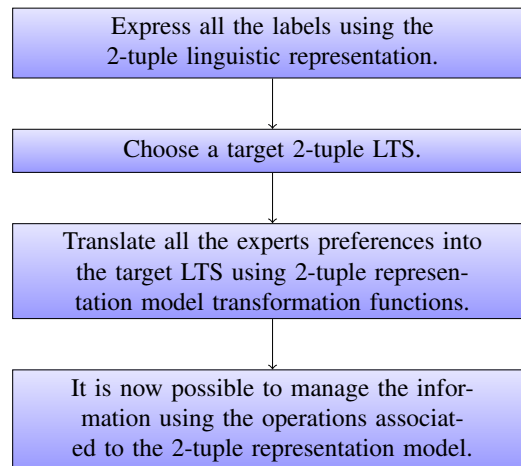 Express all the labels using the
2-tuple linguistic representation.
Choose a target 2-tuple LTS.
Translate all the experts preferences into
the target LTS using 2-tuple represen-
tation model transformation functions.
It is now possible to manage the infor-
mation using the operations associat-
ed to the 2-tuple representation model.